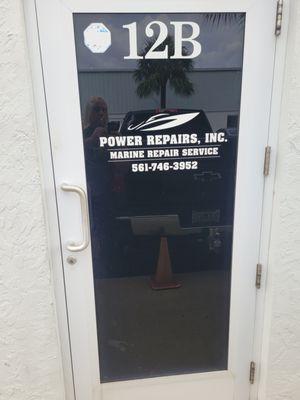 12B
POWER REPAIRS, INC.
MARINE REPAIR SERVICE
561-746-3952